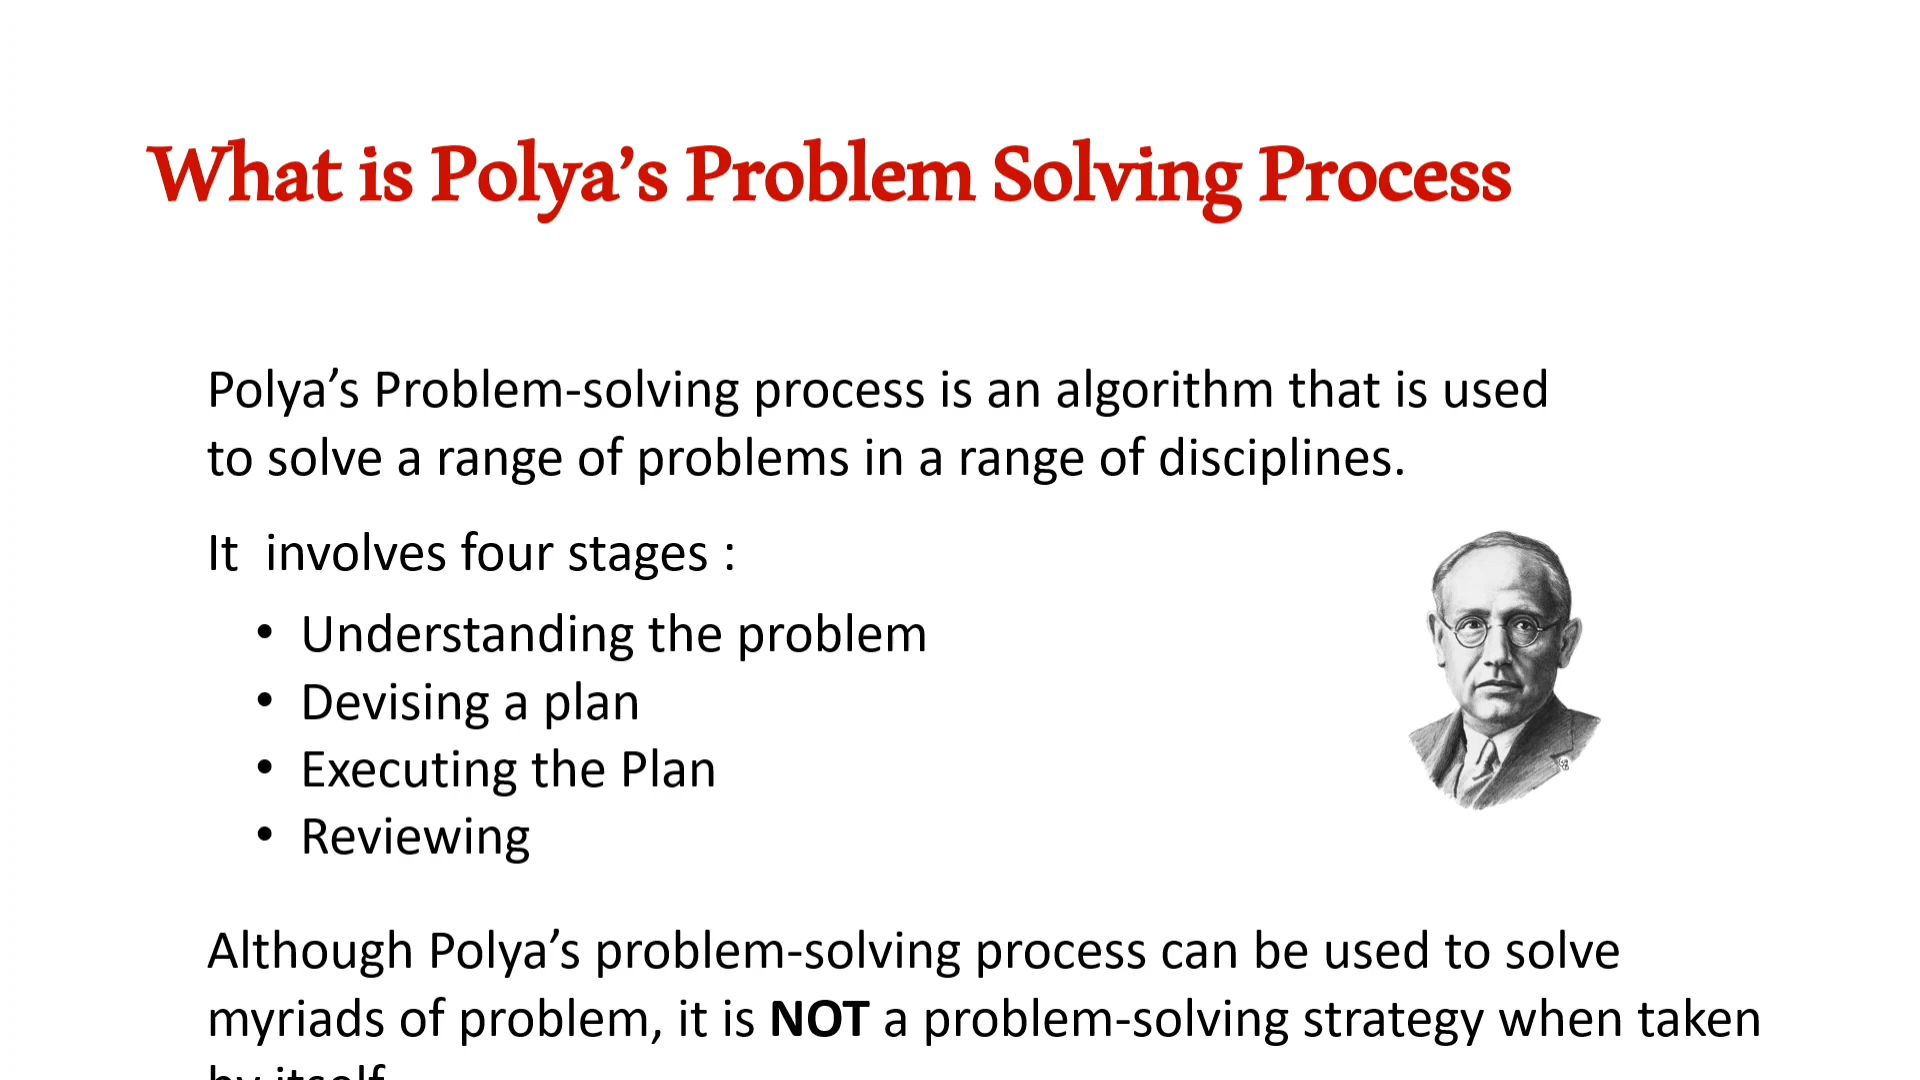 What is Polya’s Problem Solving Process
Polya’s Problem-solving process is an algorithm that is used
to solve a range of problems in a range of disciplines.
It  involves four stages :
• Understanding the problem
• Devising a plan
• Executing the Plan
• Reviewing
Although Polya’s problem-solving process can be used to solve
myriads of problem, it is NOT a problem-solving strategy when taken
by itself